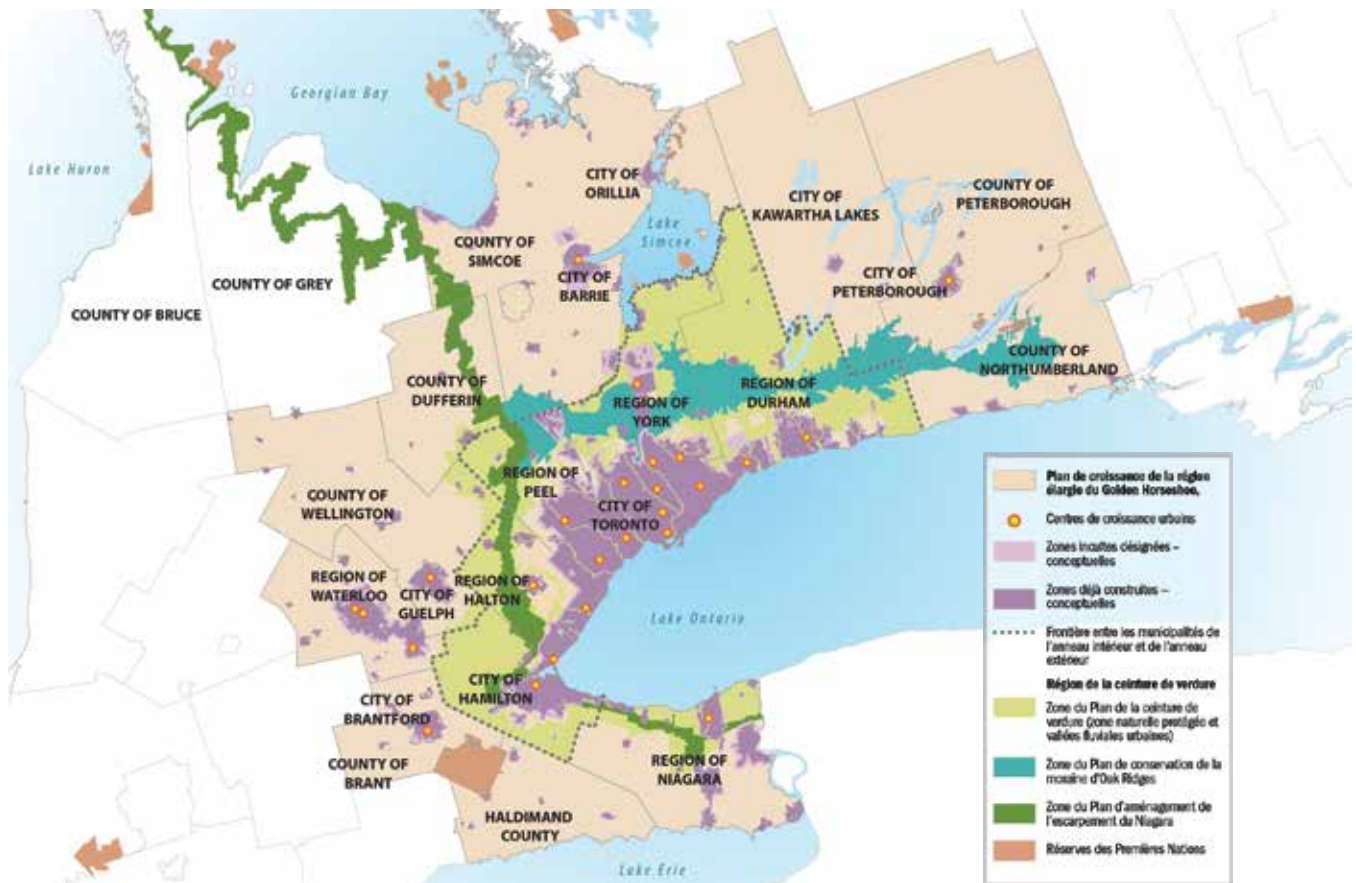 Georgian Bay
Lake Huron
CITY OF
ORILLIA
CITY OF
KAWARTHA LAKES
COUNTY OF
PETERBOROUGH
Lake
Simcoe
COUNTY OF
SIMCOE
CITY OF
BARRIE
CITY OF
PETERBOROUGH
COUNTY OF GREY
COUNTY OF BRUCE
COUNTY OF
NORTHUMBERLAND
COUNTY OF
DUFFERIN
REGION OF
DURHAM
REGION OF
YORK
REGION OF
PEEL
COUNTY OF
WELLINGTON
CITY OF
TORONTO
REGION OF
WATERLOO
CITY OF
GUELPH
REGION OF
HALTON
Lake Ontario
CITY OF
HAMILTON
CITY OF
BRANTFORD
COUNTY OF
BRANT
REGION OF
NIAGARA
HALDIMAND
COUNTY
Lake Erie
Plan de croissance de la région
élargie du Golden Horseshoe,
Centres de croissance urbains
Zones incultes désignées –
conceptuelles
Zones déjà construites –
conceptuelles
Frontière entre les municipalités de
l'anneau intérieur et de l'anneau
extérieur
Région de la ceinture de verdure
Zone du Plan de la ceinture de
verdure (zone naturelle protégée et
vallées fluviales urbaines)
Zone du Plan de conservation de la
moraine d'Oak Ridges
Zone du Plan d'aménagement de
l'escarpement du Niagara
Réserves des Premières Nations